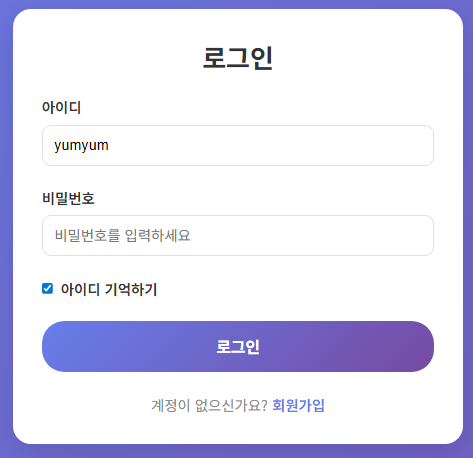 로그인
아이디
yumyum
비밀번호
비밀번호를 입력하세요
아이디 기억하기
로그인
계정이 없으신가요? 회원가입